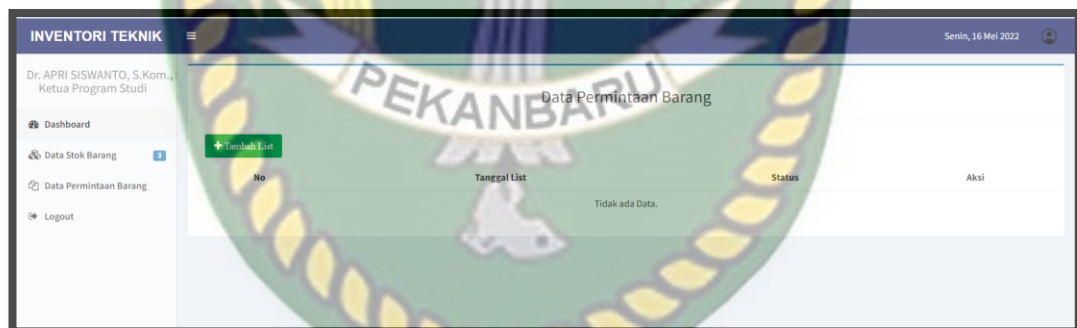 INVENTORI TEKNIK
Senin, 16 Mei 2022
Dr. APRI SISWANTO, S.Kom.,
Ketua Program Studi
Dashboard
Data Stok Barang 3
Data Permintaan Barang
Logout
PEKANBARU
Data Permintaan Barang
+ Tambah List
No Tanggal List Status Aksi
Tidak ada Data.